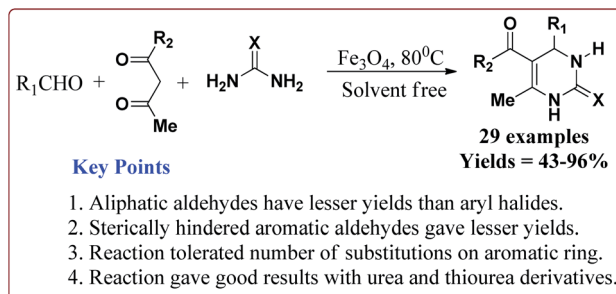 R₁CHO + O R₂ O Me + X H₂N NH₂ Fe₃O₄, 80⁰C
Solvent free
O R₁ R₂ NH Me N H X
29 examples
Yields = 43-96%
Key Points
1. Aliphatic aldehydes have lesser yields than aryl halides.
2. Sterically hindered aromatic aldehydes gave lesser yields.
3. Reaction tolerated number of substitutions on aromatic ring.
4. Reaction gave good results with urea and thiourea derivatives.